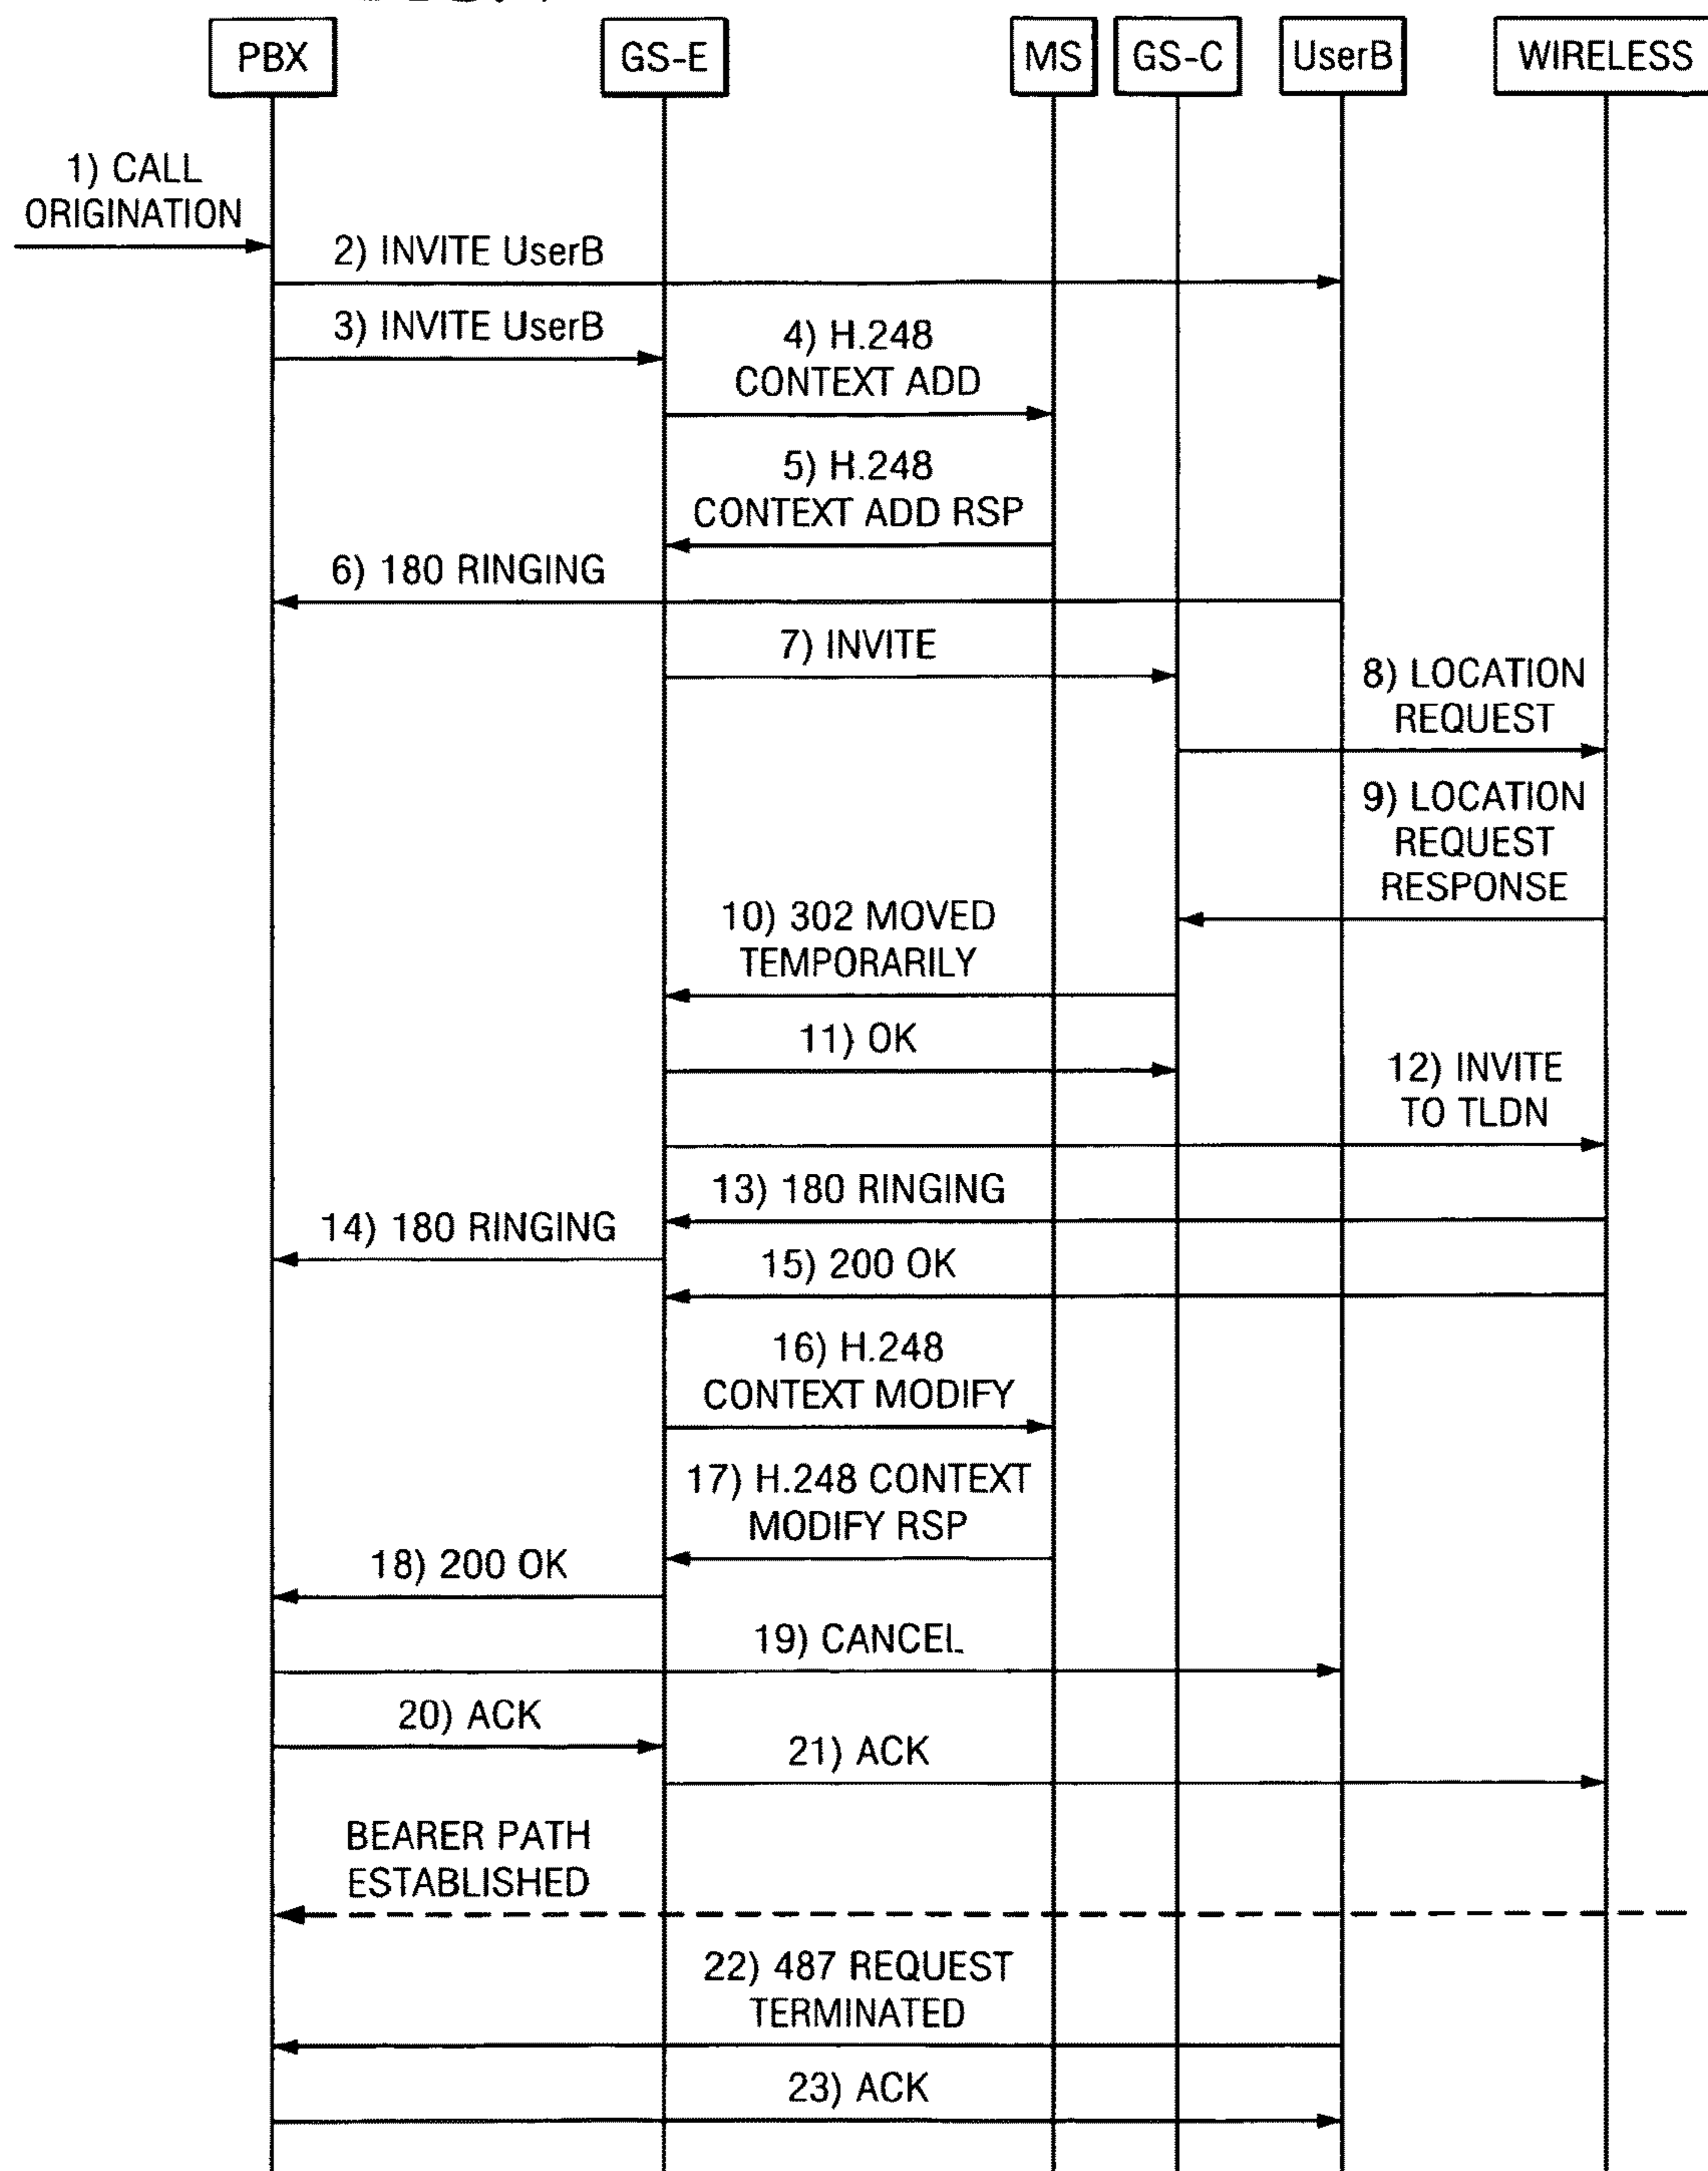 PBX
GS-E
MS
GS-C
UserB
WIRELESS
1) CALL
ORIGINATION
2) INVITE UserB
3) INVITE UserB
4) H.248
CONTEXT ADD
5) H.248
CONTEXT ADD RSP
6) 180 RINGING
7) INVITE
8) LOCATION
REQUEST
9) LOCATION
REQUEST
RESPONSE
10) 302 MOVED
TEMPORARILY
11) OK
12) INVITE
TO TLDN
13) 180 RINGING
14) 180 RINGING
15) 200 OK
16) H.248
CONTEXT MODIFY
17) H.248 CONTEXT
MODIFY RSP
18) 200 OK
19) CANCEL
20) ACK
21) ACK
BEARER PATH
ESTABLISHED
22) 487 REQUEST
TERMINATED
23) ACK